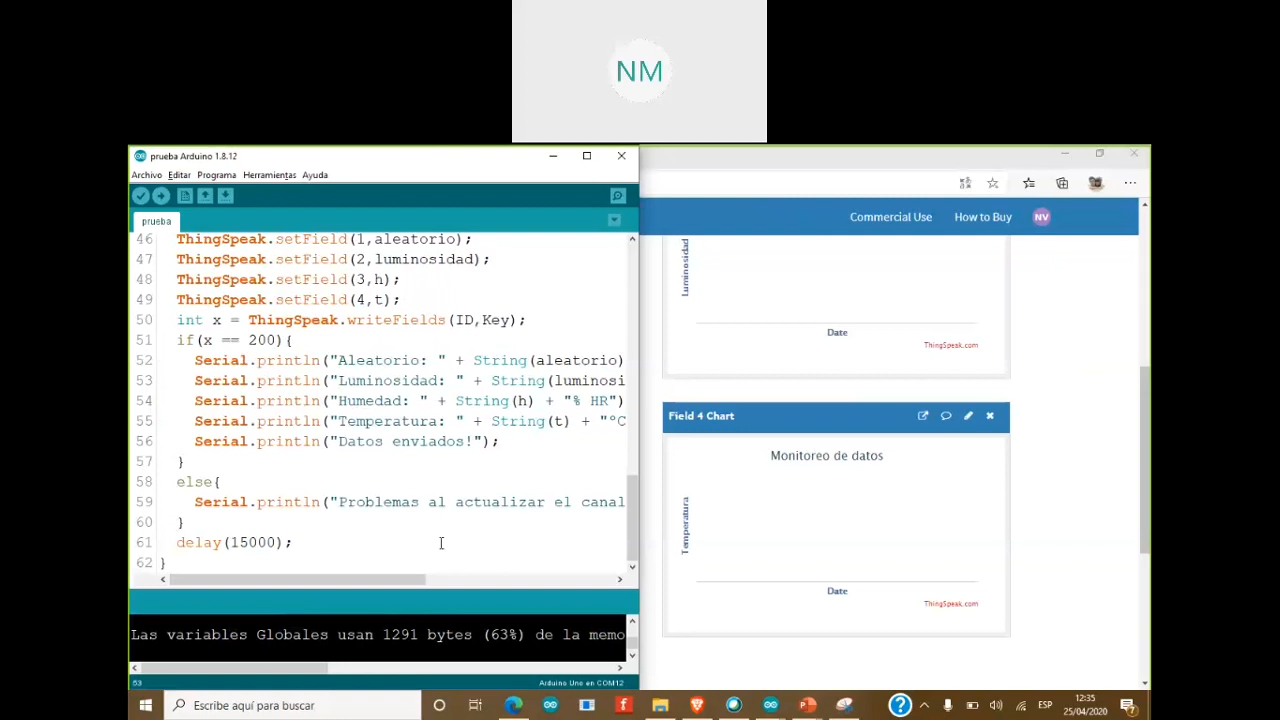 NM
prueba Arduino 1.8.12
Archivo Editar Programa Herramientas Ayuda
prueba
46 ThingSpeak.setField(1,aleatorio);
47 ThingSpeak.setField(2,luminosidad);
48 ThingSpeak.setField(3,h);
49 ThingSpeak.setField(4,t);
50 int x = ThingSpeak.writeFields(ID,Key);
51 if(x == 200){
52 Serial.println("Aleatorio: " + String(aleatorio)
53 Serial.println("Luminosidad: " + String(luminosi
54 Serial.println("Humedad: " + String(h) + "% HR")
55 Serial.println("Temperatura: " + String(t) + "°C
56 Serial.println("Datos enviados!");
57 }
58 else{
59 Serial.println("Problemas al actualizar el canal
60 }
61 delay(15000);
62 }
Las variables Globales usan 1291 bytes (63%) de la memo
53
Arduino Uno en COM12
Commercial Use How to Buy NV
Luminosidad
Date
ThingSpeak.com
Field 4 Chart
Monitoreo de datos
Temperatura
Date
ThingSpeak.com
Escribe aquí para buscar
ESP
12:35
25/04/2020
7